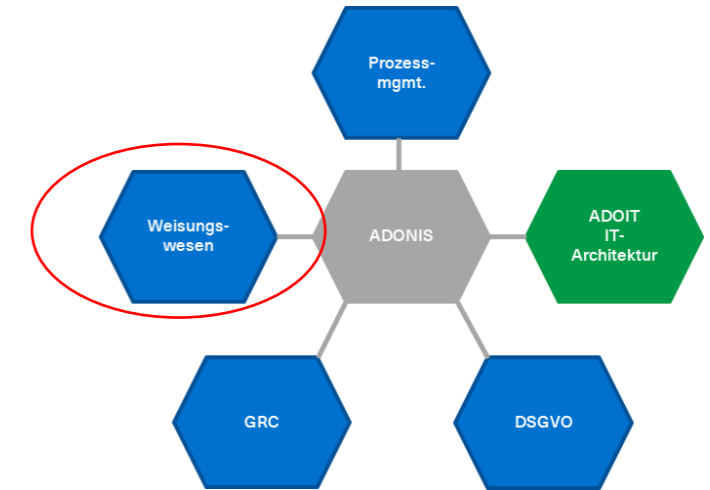 Prozess-
mgmt.
Weisungs-
wesen
ADONIS
ADOIT
IT-
Architektur
GRC
DSGVO